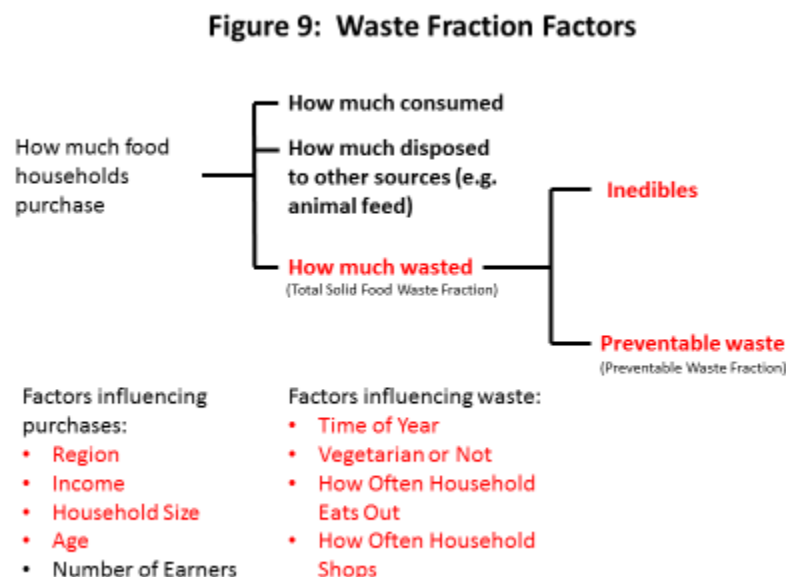 Figure 9: Waste Fraction Factors
How much food
households
purchase
How much consumed
How much disposed
to other sources (e.g.
animal feed)
How much wasted
(Total Solid Food Waste Fraction)
Inedibles
Preventable waste
(Preventable Waste Fraction)
Factors influencing
purchases:
• Region
• Income
• Household Size
• Age
• Number of Earners
Factors influencing waste:
• Time of Year
• Vegetarian or Not
• How Often Household
Eats Out
• How Often Household
Shops